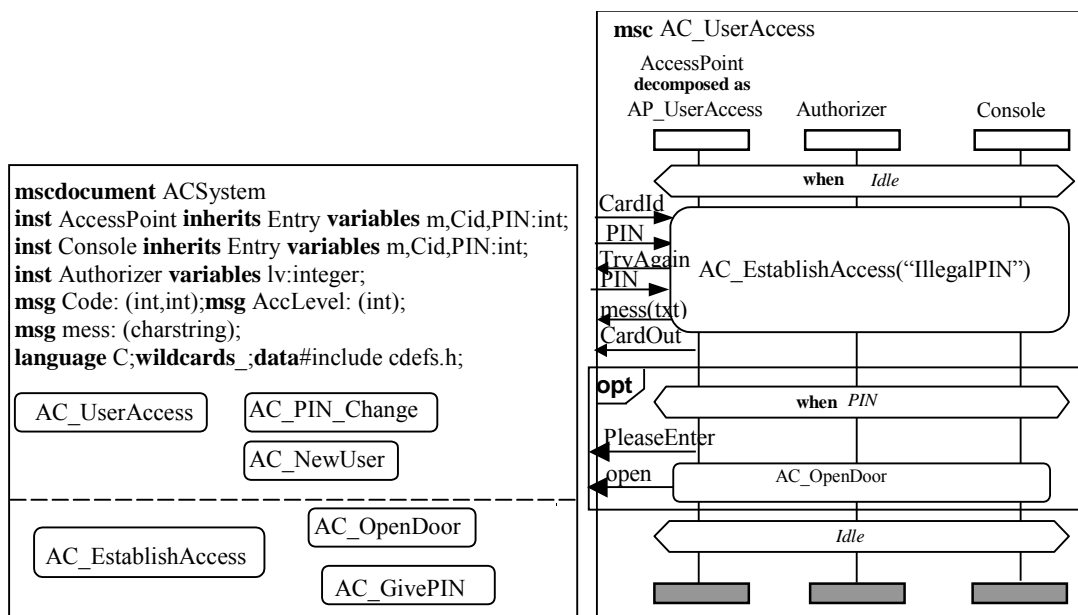 mscdocument ACSystem
inst AccessPoint inherits Entry variables m,Cid,PIN:int;
inst Console inherits Entry variables m,Cid,PIN:int;
inst Authorizer variables lv:integer;
msg Code: (int,int);msg AccLevel: (int);
msg mess: (charstring);
language C;wildcards_;data#include cdefs.h;
AC_UserAccess
AC_PIN_Change
AC_NewUser
AC_OpenDoor
AC_EstablishAccess
AC_GivePIN
msc AC_UserAccess
AccessPoint
decomposed as
AP_UserAccess
Authorizer
Console
when Idle
CardId
PIN
TryAgain
PIN
mess(txt)
AC_EstablishAccess(“IllegalPIN”)
CardOut
opt
when PIN
PleaseEnter
open
AC_OpenDoor
Idle